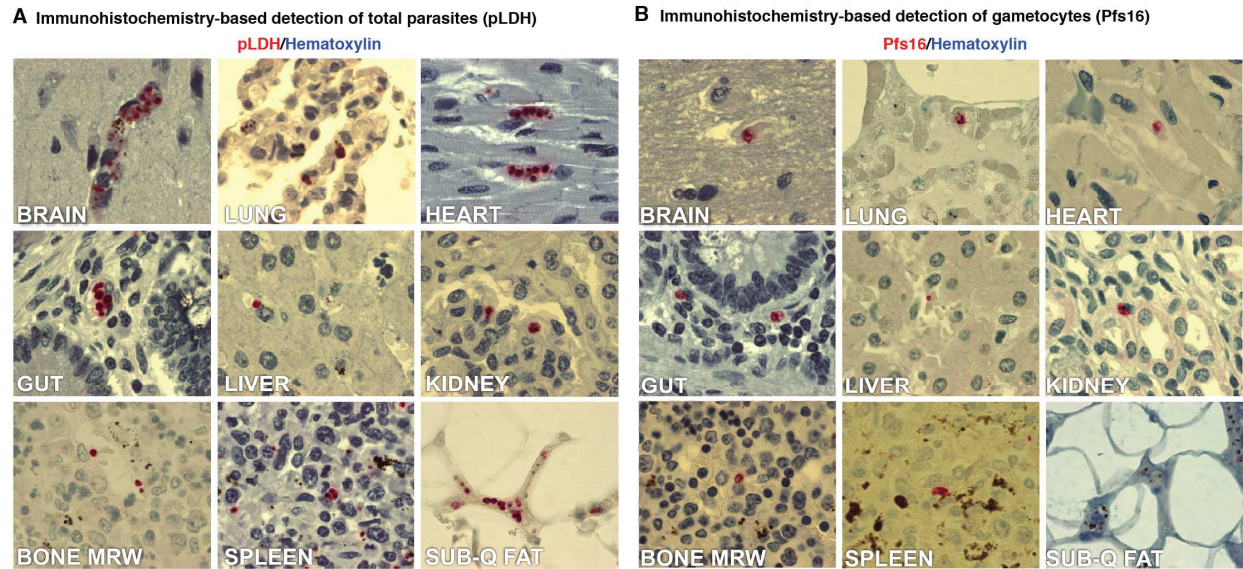 A Immunohistochemistry-based detection of total parasites (pLDH)
pLDH/Hematoxylin
BRAIN
LUNG
HEART
GUT
LIVER
KIDNEY
BONE MRW
SPLEEN
SUB-Q FAT
B Immunohistochemistry-based detection of gametocytes (Pfs16)
Pfs16/Hematoxylin
BRAIN
LUNG
HEART
GUT
LIVER
KIDNEY
BONE MRW
SPLEEN
SUB-Q FAT